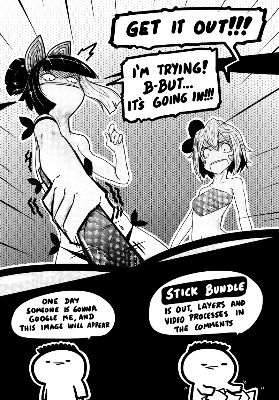 GET IT OUT!!!
I'M TRYING!
B-BUT...
IT'S GOING IN!!!
ONE DAY
SOMEONE IS GONNA
GOOGLE ME, AND
THIS IMAGE WILL APPEAR
STICK BUNDLE
IS OUT, LAYERS AND
VIDEO PROCESSES IN
THE COMMENTS